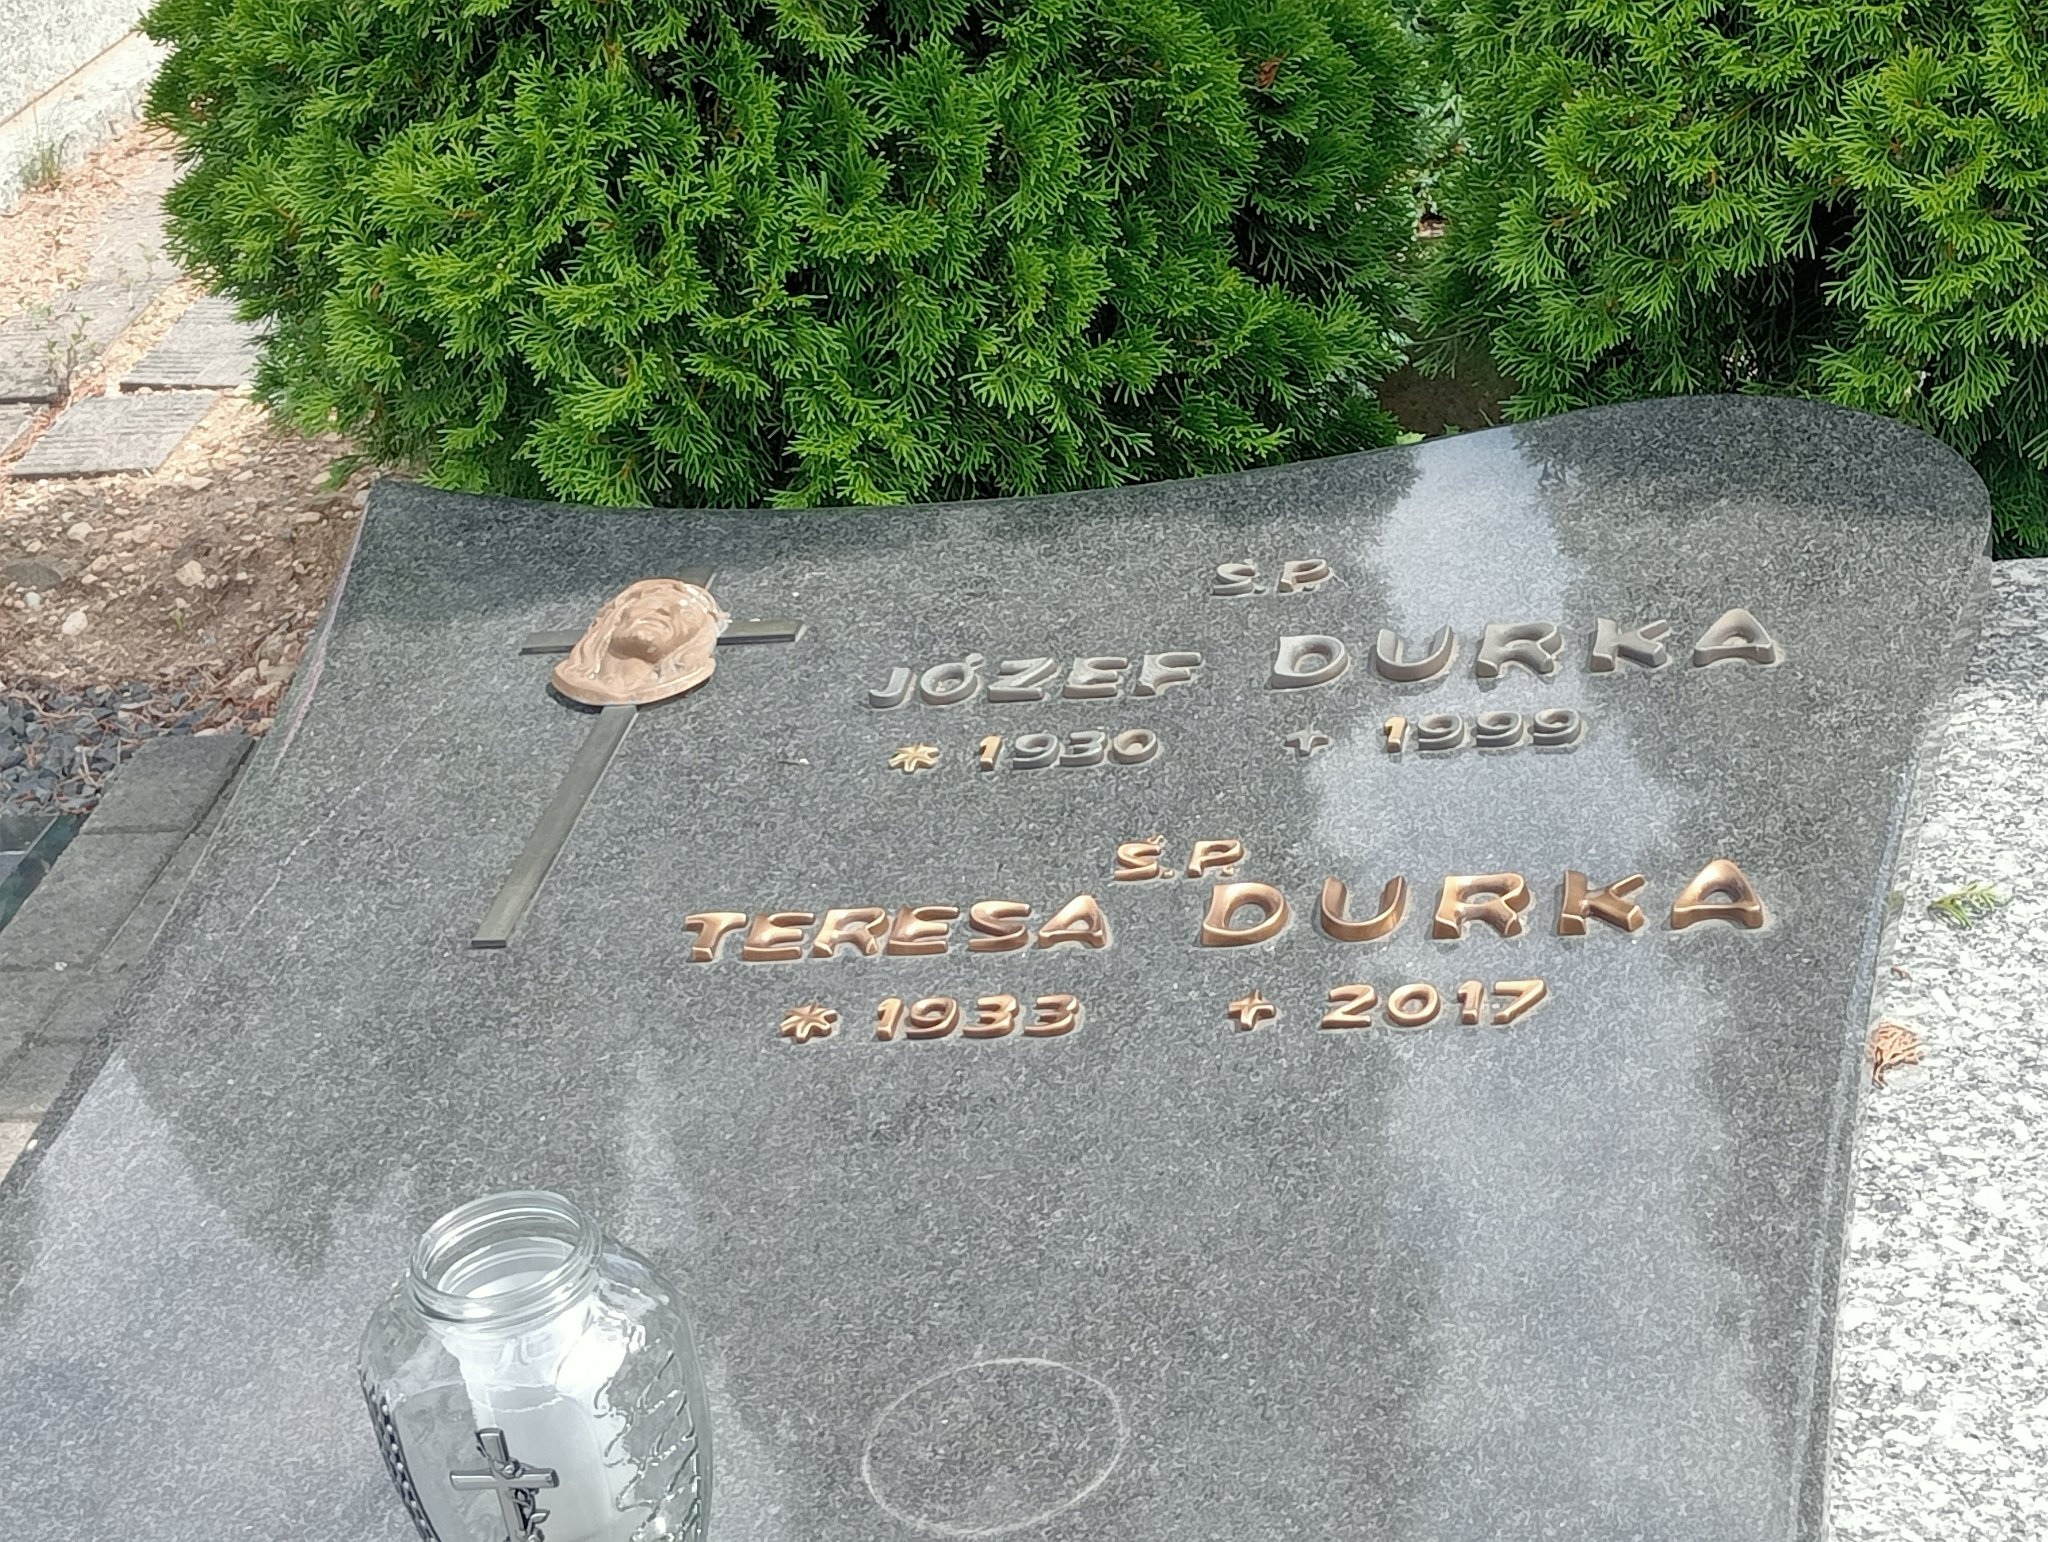 Ś.P.
JÓZEF DURKA
* 1930 + 1999
Ś.P.
TERESA DURKA
* 1933 + 2017